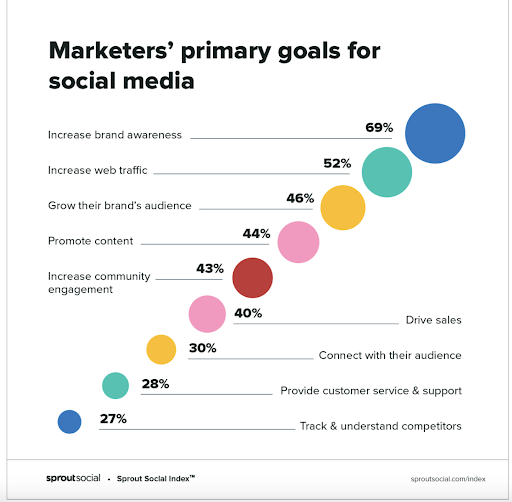 Marketers’ primary goals for
social media
Increase brand awareness 69%
Increase web traffic 52%
Grow their brand’s audience 46%
Promote content 44%
Increase community 43%
engagement
40% Drive sales
30% Connect with their audience
28% Provide customer service & support
27% Track & understand competitors
sproutsocial • Sprout Social Index™ sproutsocial.com/index